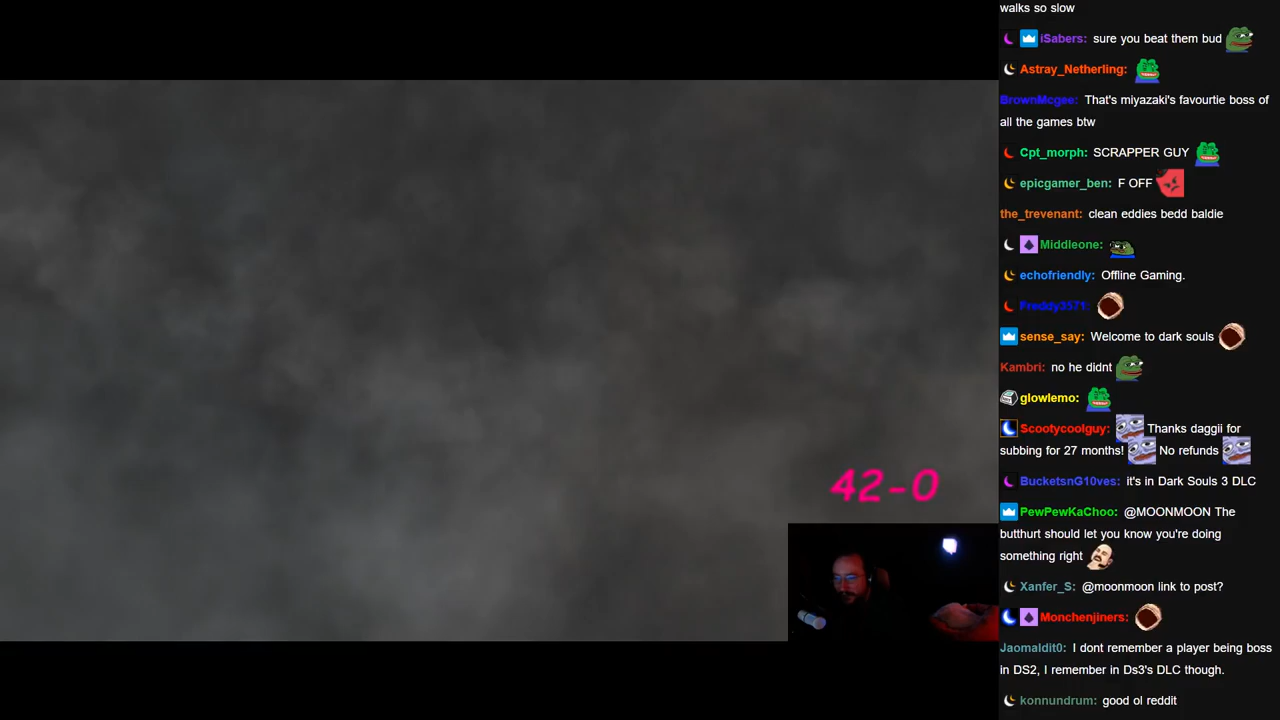 walks so slow
iSabers: sure you beat them bud
Astray_Netherling:
BrownMcgee: That's miyazaki's favourtie boss of
all the games btw
Cpt_morph: SCRAPPER GUY
epicgamer_ben: F OFF
the_trevenant: clean eddies bedd baldie
Middleone:
echofriendly: Offline Gaming.
Freddy3571:
sense_say: Welcome to dark souls
Kambri: no he didnt
glowlemo:
Scootycoolguy: Thanks daggii for
subbing for 27 months! No refunds
BucketsnG10ves: it's in Dark Souls 3 DLC
PewPewKaChoo: @MOONMOON The
butthurt should let you know you're doing
something right
Xanfer_S: @moonmoon link to post?
Monchenjiners:
Jaomaldit0: I dont remember a player being boss
in DS2, I remember in Ds3's DLC though.
konnundrum: good ol reddit
42-0